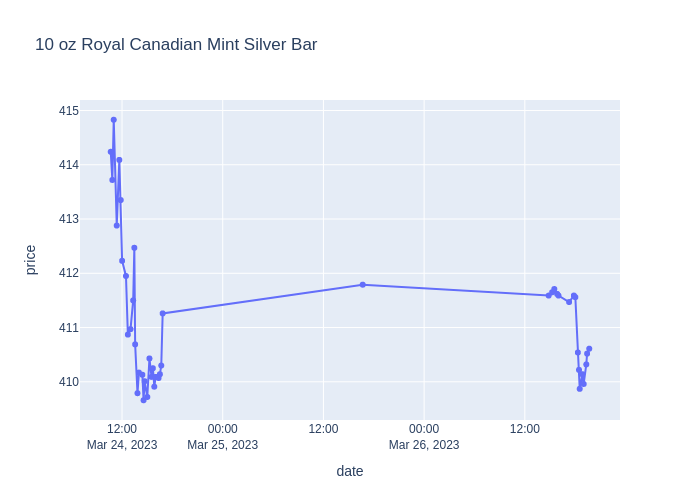 10 oz Royal Canadian Mint Silver Bar
415
414
413
412
411
410
price
12:00
Mar 24, 2023
00:00
Mar 25, 2023
12:00
00:00
Mar 26, 2023
12:00
date